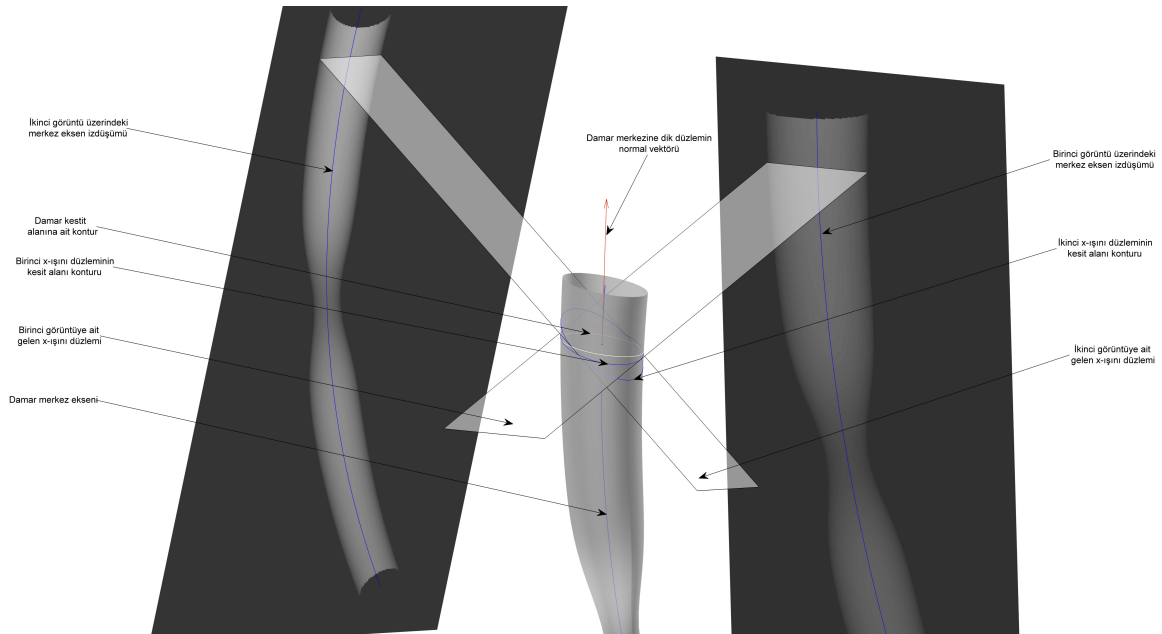 İkinci görüntü üzerindeki
merkez eksen izdüşümü
Damar kestit
alanına ait kontur
Birinci x-ışını düzleminin
kesit alanı konturu
Birinci görüntüye ait
gelen x-ışını düzlemi
Damar merkez ekseni
Damar merkezine dik düzlemin
normal vektörü
Birinci görüntü üzerindeki
merkez eksen izdüşümü
İkinci x-ışını düzleminin
kesit alanı konturu
İkinci görüntüye ait
gelen x-ışını düzlemi